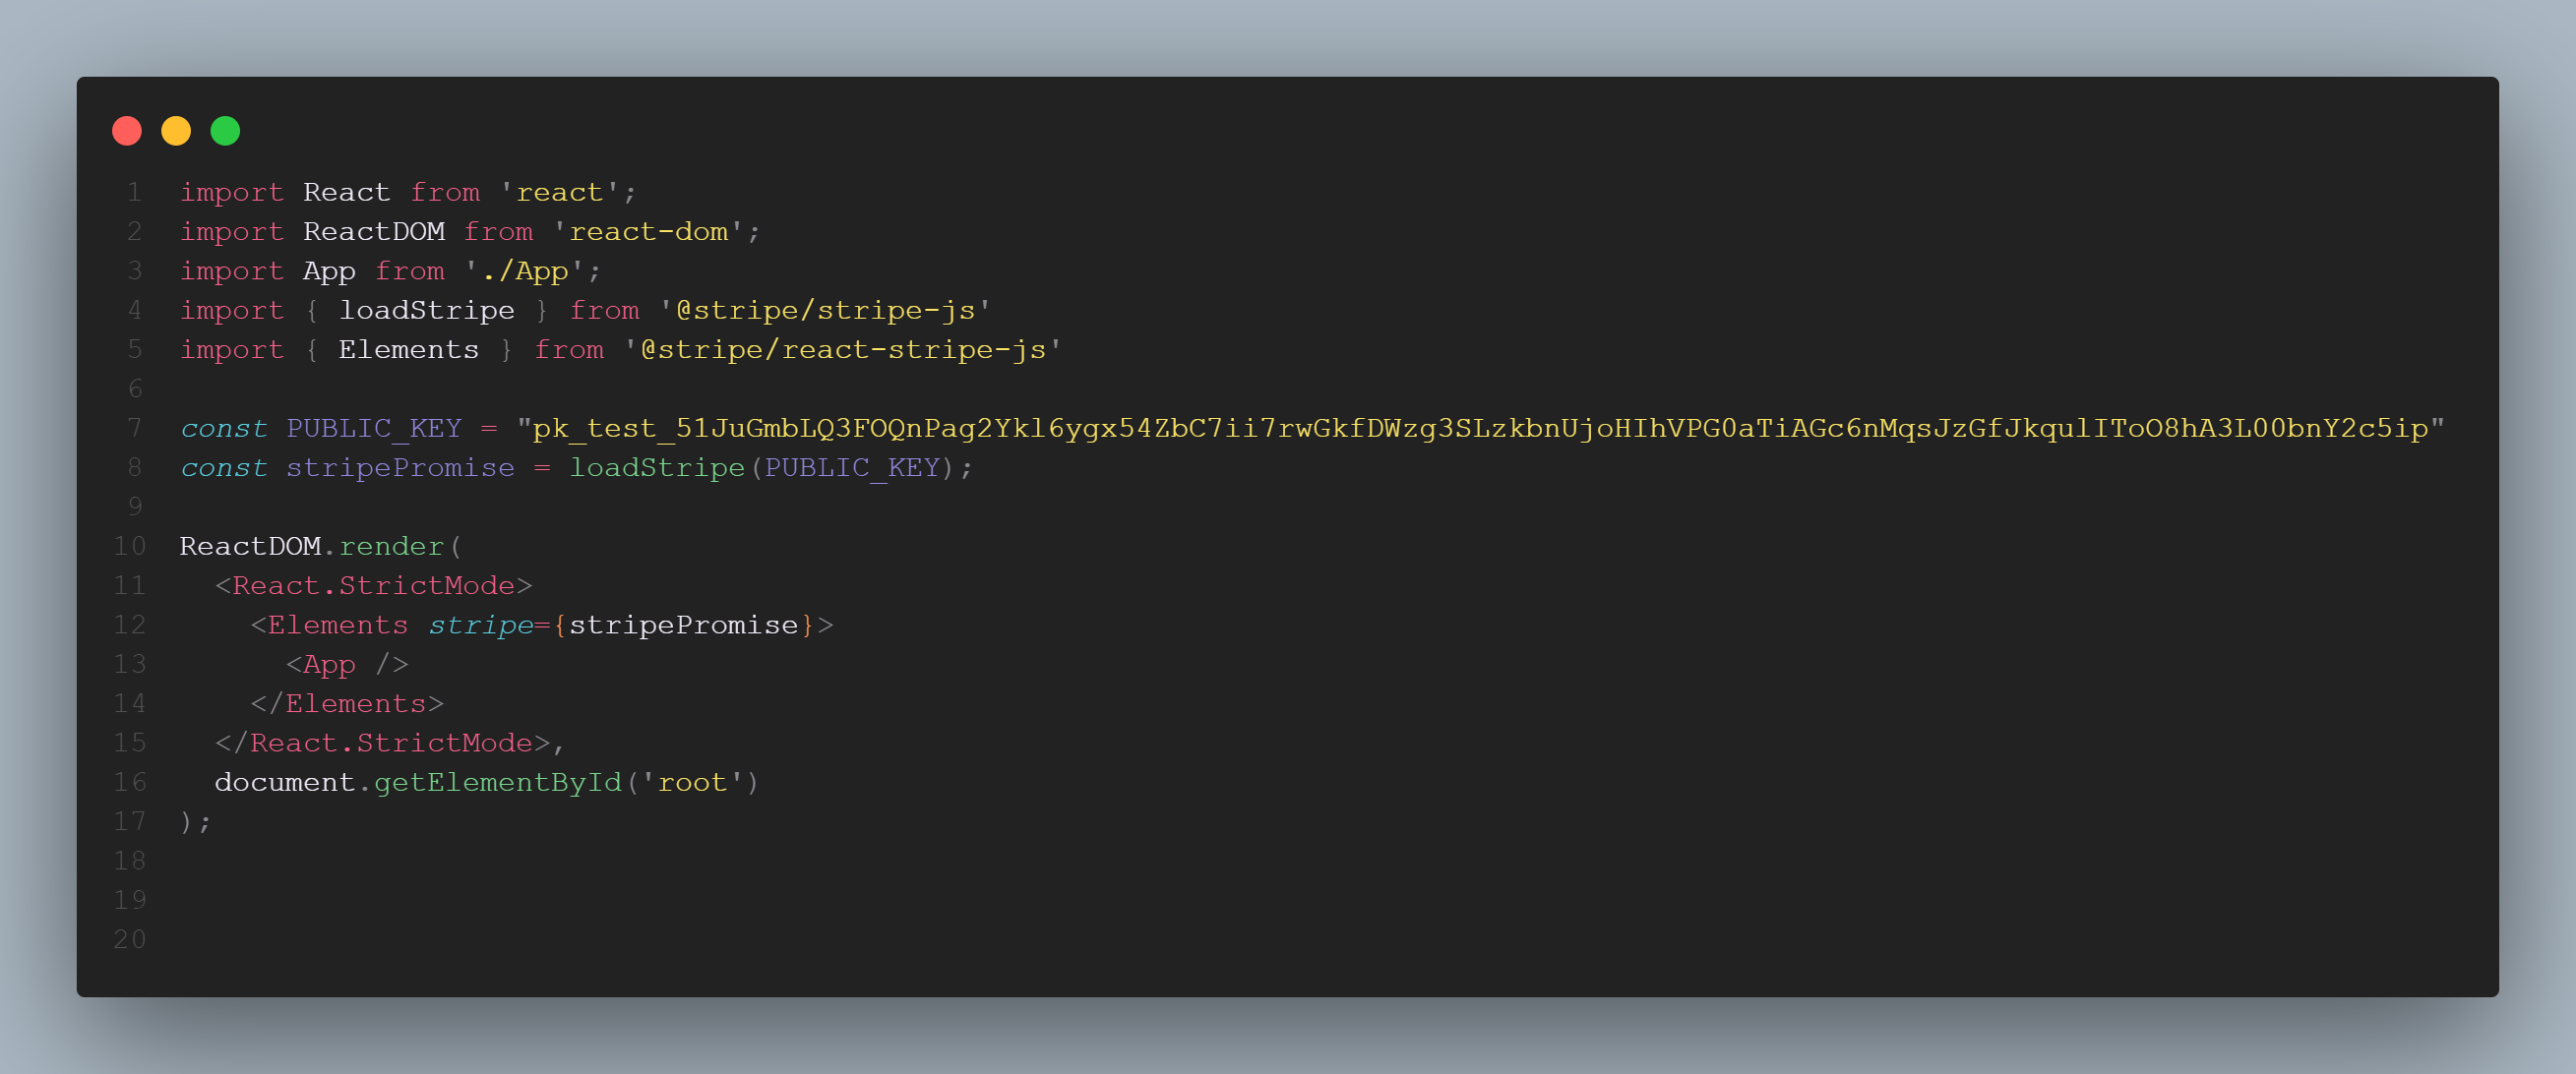 1 import React from 'react';
2 import ReactDOM from 'react-dom';
3 import App from './App';
4 import { loadStripe } from '@stripe/stripe-js'
5 import { Elements } from '@stripe/react-stripe-js'
6
7 const PUBLIC_KEY = "pk_test_51JuGmbLQ3FOQnPag2Ykl6ygx54ZbC7ii7rwGkfDWzg3SLzkbnUjoHIhVPG0aTiAGc6nMqsJzGfJkqulIToO8hA3L00bnY2c5ip"
8 const stripePromise = loadStripe(PUBLIC_KEY);
9
10 ReactDOM.render(
11   <React.StrictMode>
12     <Elements stripe={stripePromise}>
13       <App />
14     </Elements>
15   </React.StrictMode>,
16   document.getElementById('root')
17 );
18
19
20